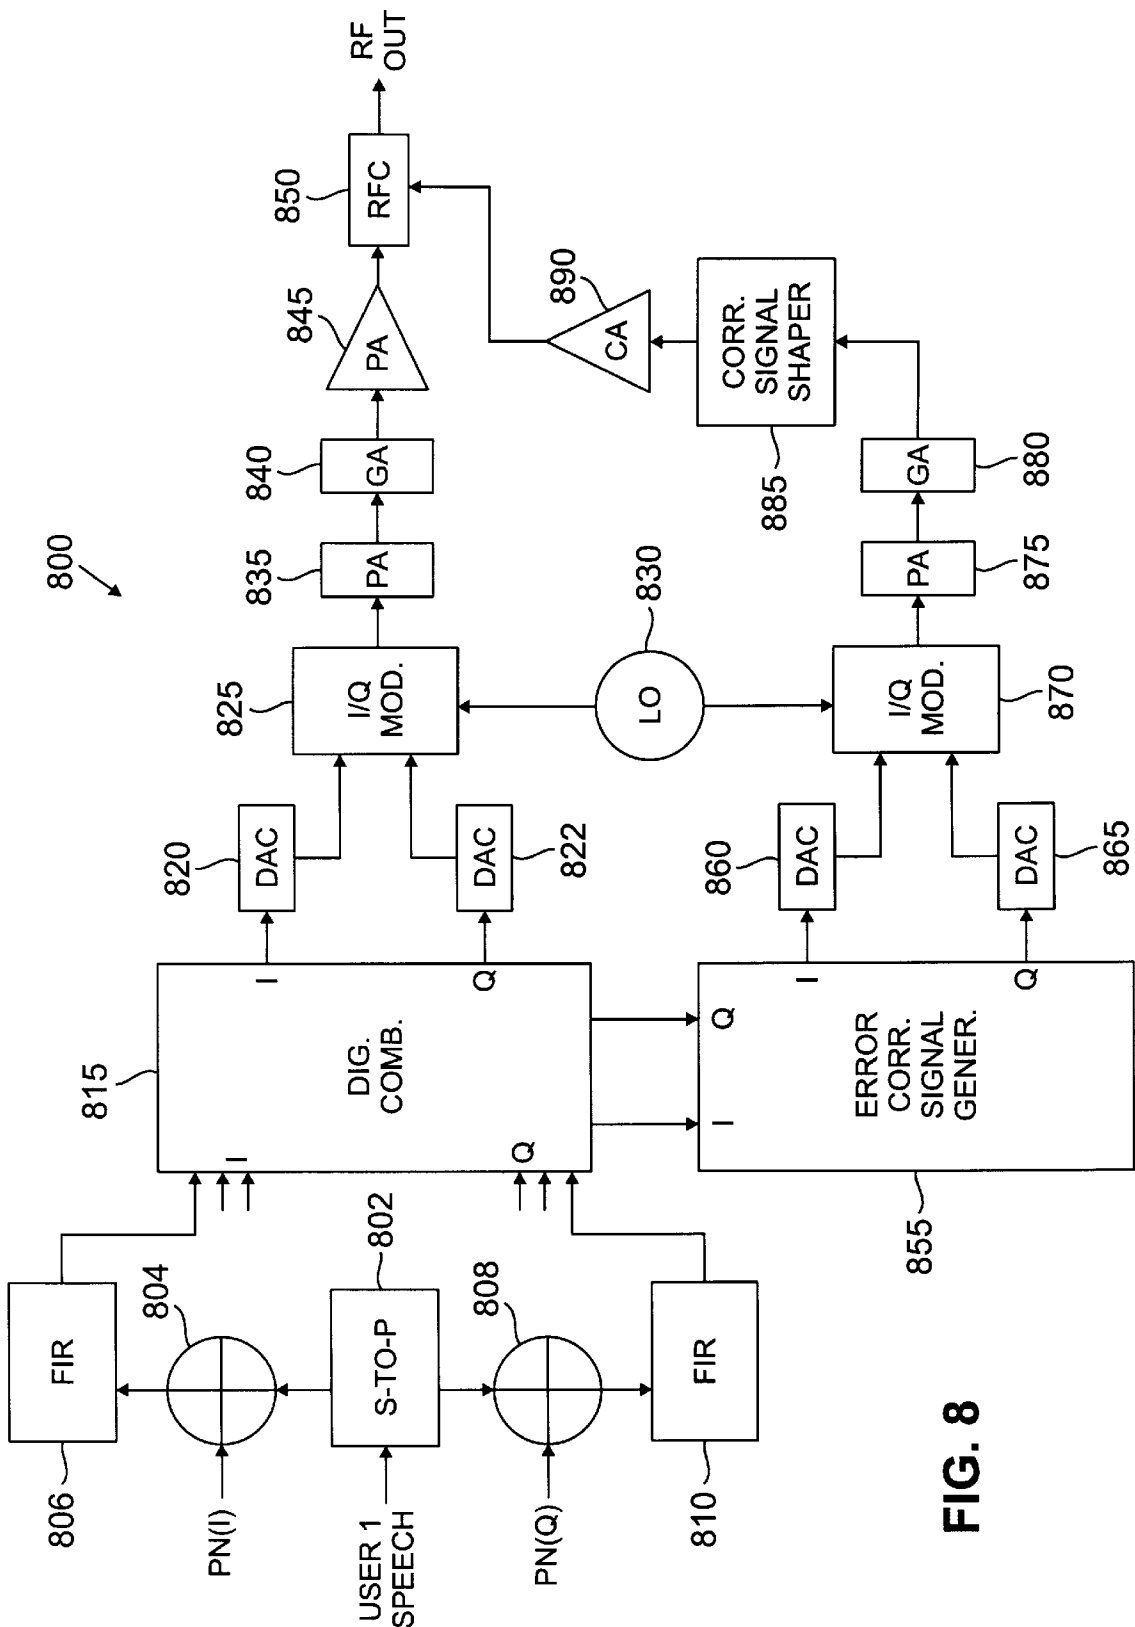 800
806
FIR
804
PN(I)
USER 1
SPEECH
S-TO-P
802
PN(Q)
808
FIR
810
815
I
Q
DIG.
COMB.
I
Q
820
DAC
DAC
822
825
I/Q
MOD.
LO
830
835
PA
840
GA
845
PA
850
RFC
RF
OUT
855
I
Q
ERROR
CORR.
SIGNAL
GENER.
I
Q
860
DAC
DAC
865
I/Q
MOD.
870
PA
875
GA
880
CORR.
SIGNAL
SHAPER
885
CA
890
FIG. 8